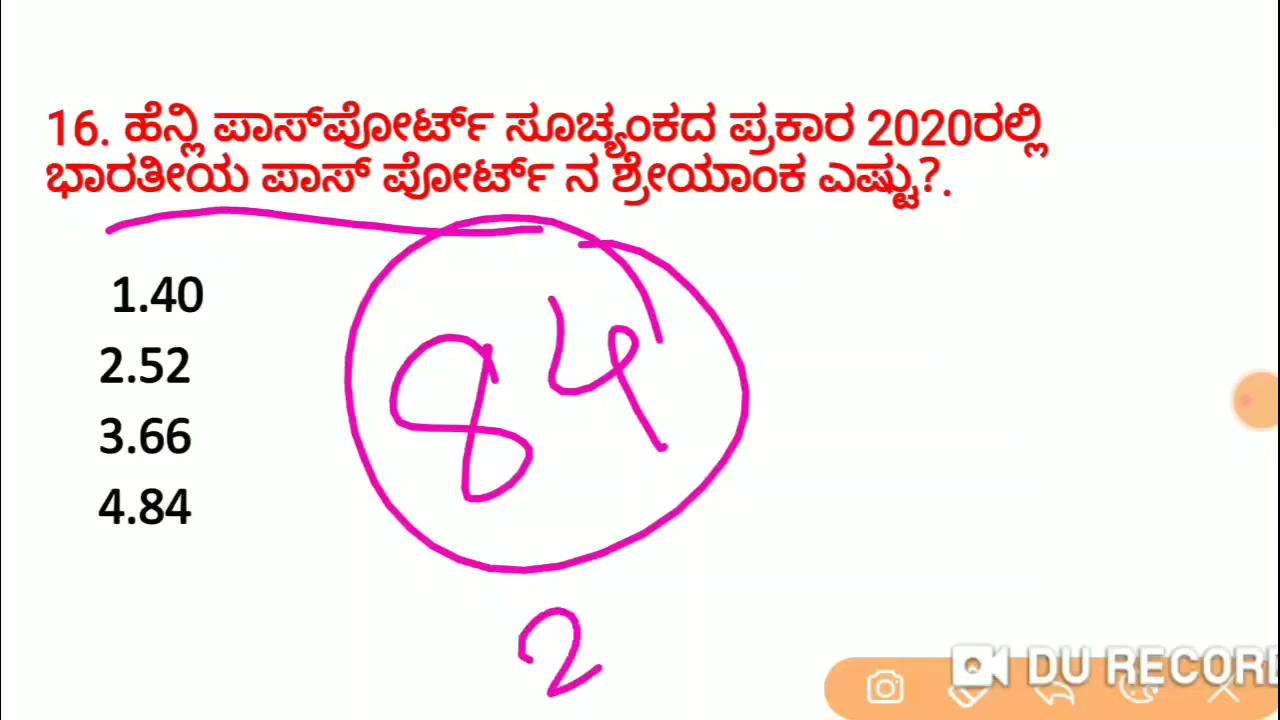 16. ಹೆನ್ಲಿ ಪಾಸ್‌ಪೋರ್ಟ್ ಸೂಚ್ಯಂಕದ ಪ್ರಕಾರ 2020ರಲ್ಲಿ
ಭಾರತೀಯ ಪಾಸ್ ಪೋರ್ಟ್ ನ ಶ್ರೇಯಾಂಕ ಎಷ್ಟು?.
1.40
2.52
3.66
4.84
84
2
DU RECORD